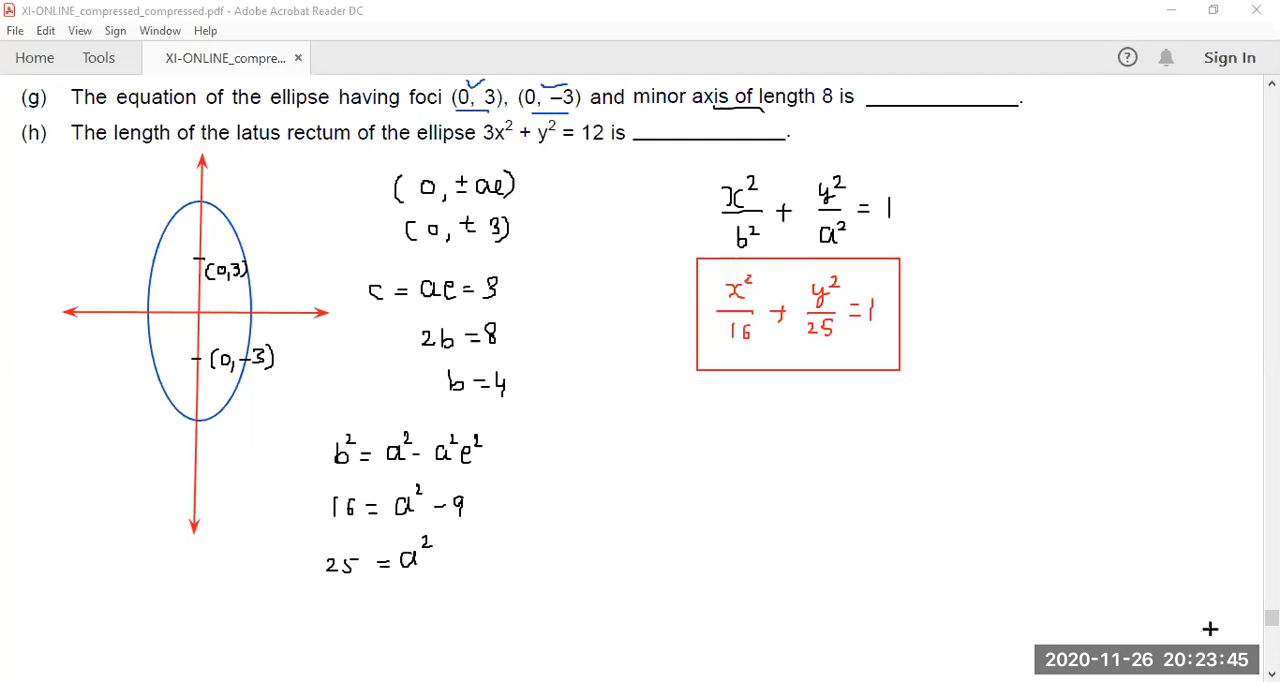 XI-ONLINE_compressed_compressed.pdf - Adobe Acrobat Reader DC
File Edit View Sign Window Help
Home Tools XI-ONLINE_compre... × ? Sign In
(g) The equation of the ellipse having foci (0, 3), (0, –3) and minor axis of length 8 is ____________.
(h) The length of the latus rectum of the ellipse 3x² + y² = 12 is ____________.
(0, ±ae)
(0, ± 3)
c = ae = 3
2b = 8
b = 4
b² = a² - a²e²
16 = a² - 9
25 = a²
(0,3)
(0,-3)
x²/b² + y²/a² = 1
x²/16 + y²/25 = 1
2020-11-26 20:23:45